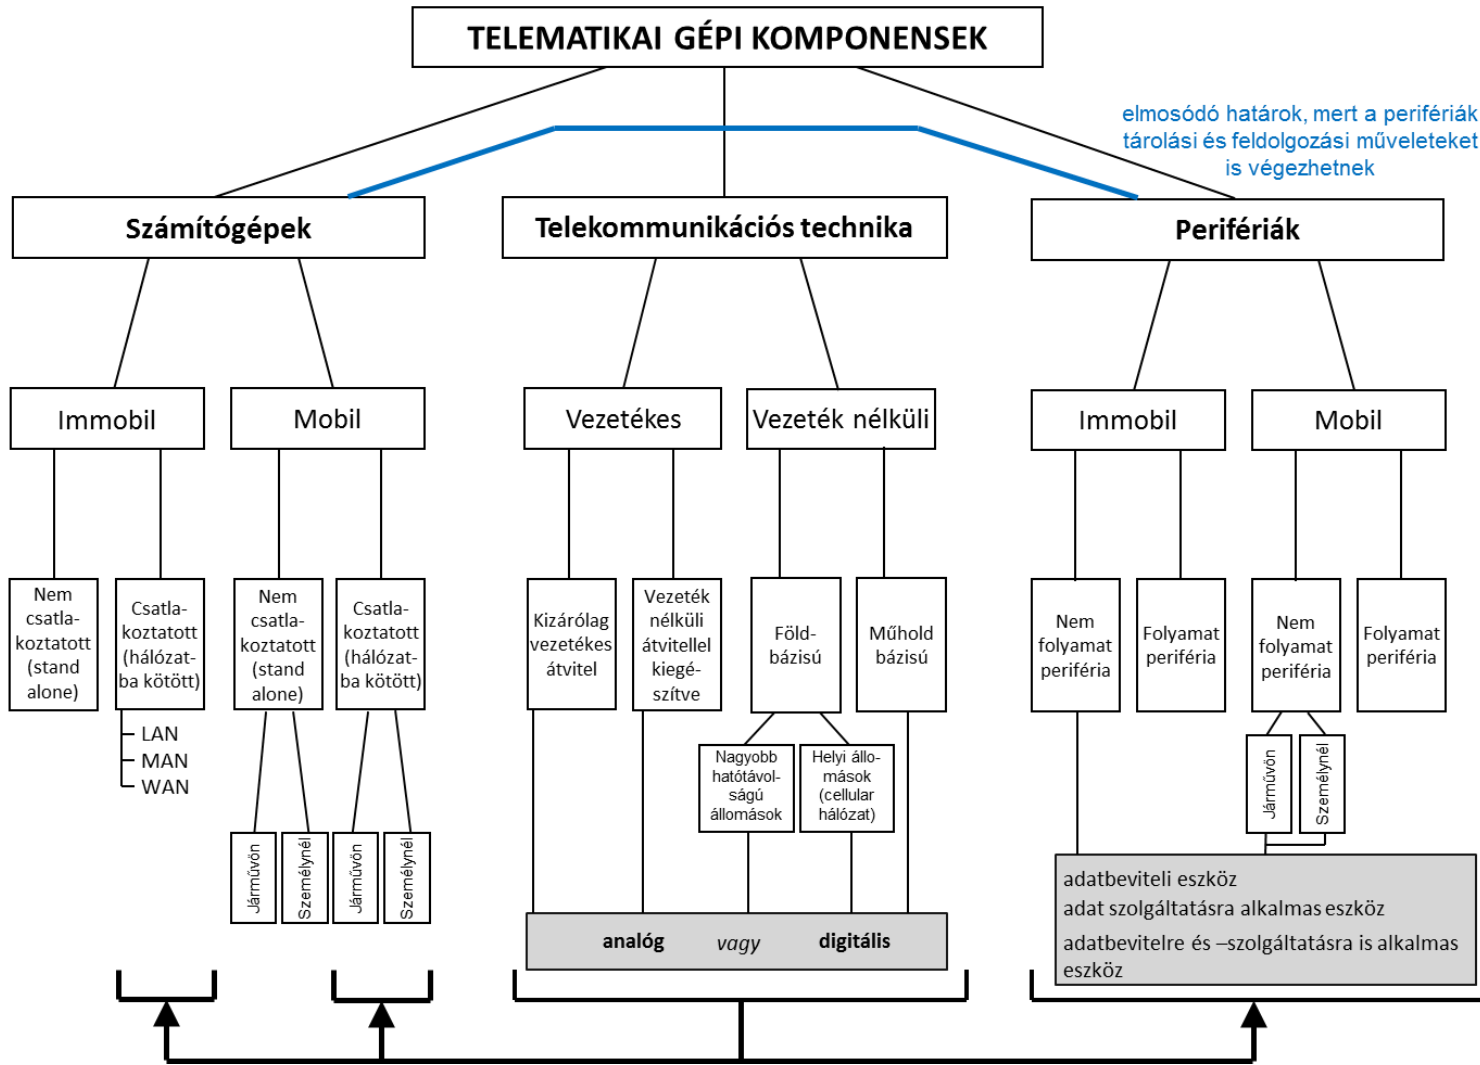 TELEMATIKAI GÉPI KOMPONENSEK
elmosódó határok, mert a perifériák
tárolási és feldolgozási műveleteket
is végezhetnek
Számítógépek
Telekommunikációs technika
Perifériák
Immobil
Mobil
Vezetékes
Vezeték nélküli
Immobil
Mobil
Nem
csatla-
koztatott
(stand
alone)
Csatla-
koztatott
(hálózat-
ba kötött)
Nem
csatla-
koztatott
(stand
alone)
Csatla-
koztatott
(hálózat-
ba kötött)
Kizárólag
vezetékes
átvitel
Vezeték
nélküli
átvitellel
kiegé-
szítve
Föld-
bázisú
Műhold
bázisú
Nem
folyamat
periféria
Folyamat
periféria
Nem
folyamat
periféria
Folyamat
periféria
LAN
MAN
WAN
Nagyobb
hatótávol-
ságú
állomások
Helyi állo-
mások
(cellular
hálózat)
Járművön
Személynél
Járművön
Személynél
Járművön
Személynél
analóg vagy digitális
adatbeviteli eszköz
adat szolgáltatásra alkalmas eszköz
adatbevitelre és –szolgáltatásra is alkalmas
eszköz